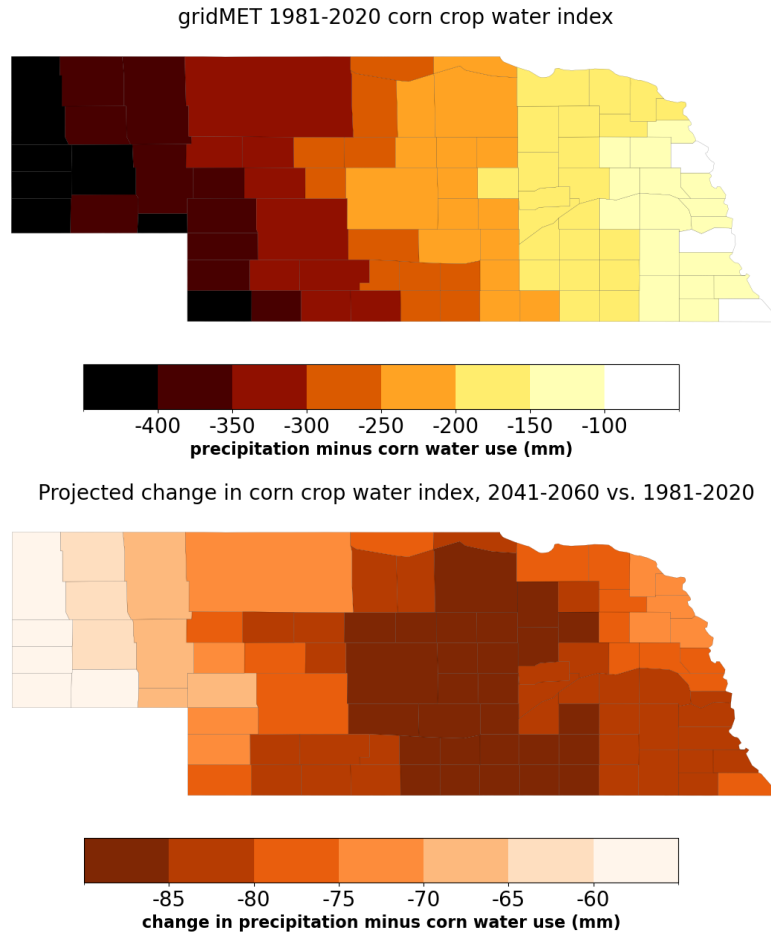 gridMET 1981-2020 corn crop water index
-400 -350 -300 -250 -200 -150 -100
precipitation minus corn water use (mm)
Projected change in corn crop water index, 2041-2060 vs. 1981-2020
-85 -80 -75 -70 -65 -60
change in precipitation minus corn water use (mm)